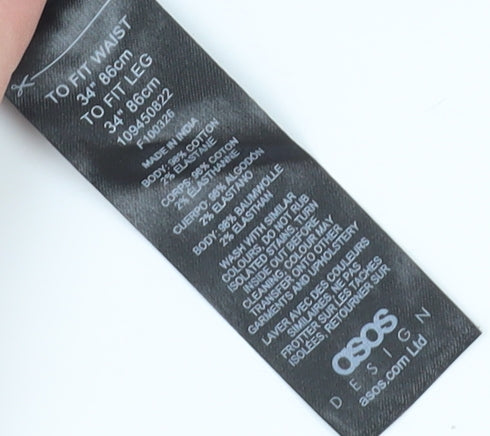 TO FIT WAIST
34" 86cm
TO FIT LEG
34" 86cm
109450822
F100326
MADE IN INDIA
BODY: 98% COTTON
2% ELASTANE
CORPS: 98% COTON
2% ELASTHANNE
CUERPO: 98% ALGODÓN
2% ELASTANO
BODY: 98% BAUMWOLLE
2% ELASTHAN
WASH WITH SIMILAR
COLOURS. DO NOT RUB
ISOLATED STAINS. TURN
INSIDE OUT BEFORE
CLEANING. COLOUR MAY
TRANSFER ONTO OTHER
GARMENTS AND UPHOLSTERY
LAVER AVEC DES COULEURS
SIMILAIRES, NE PAS
FROTTER SUR LES TACHES
ISOLÉES, RETOURNER SUR
asos
DESIGN
asos.com Ltd